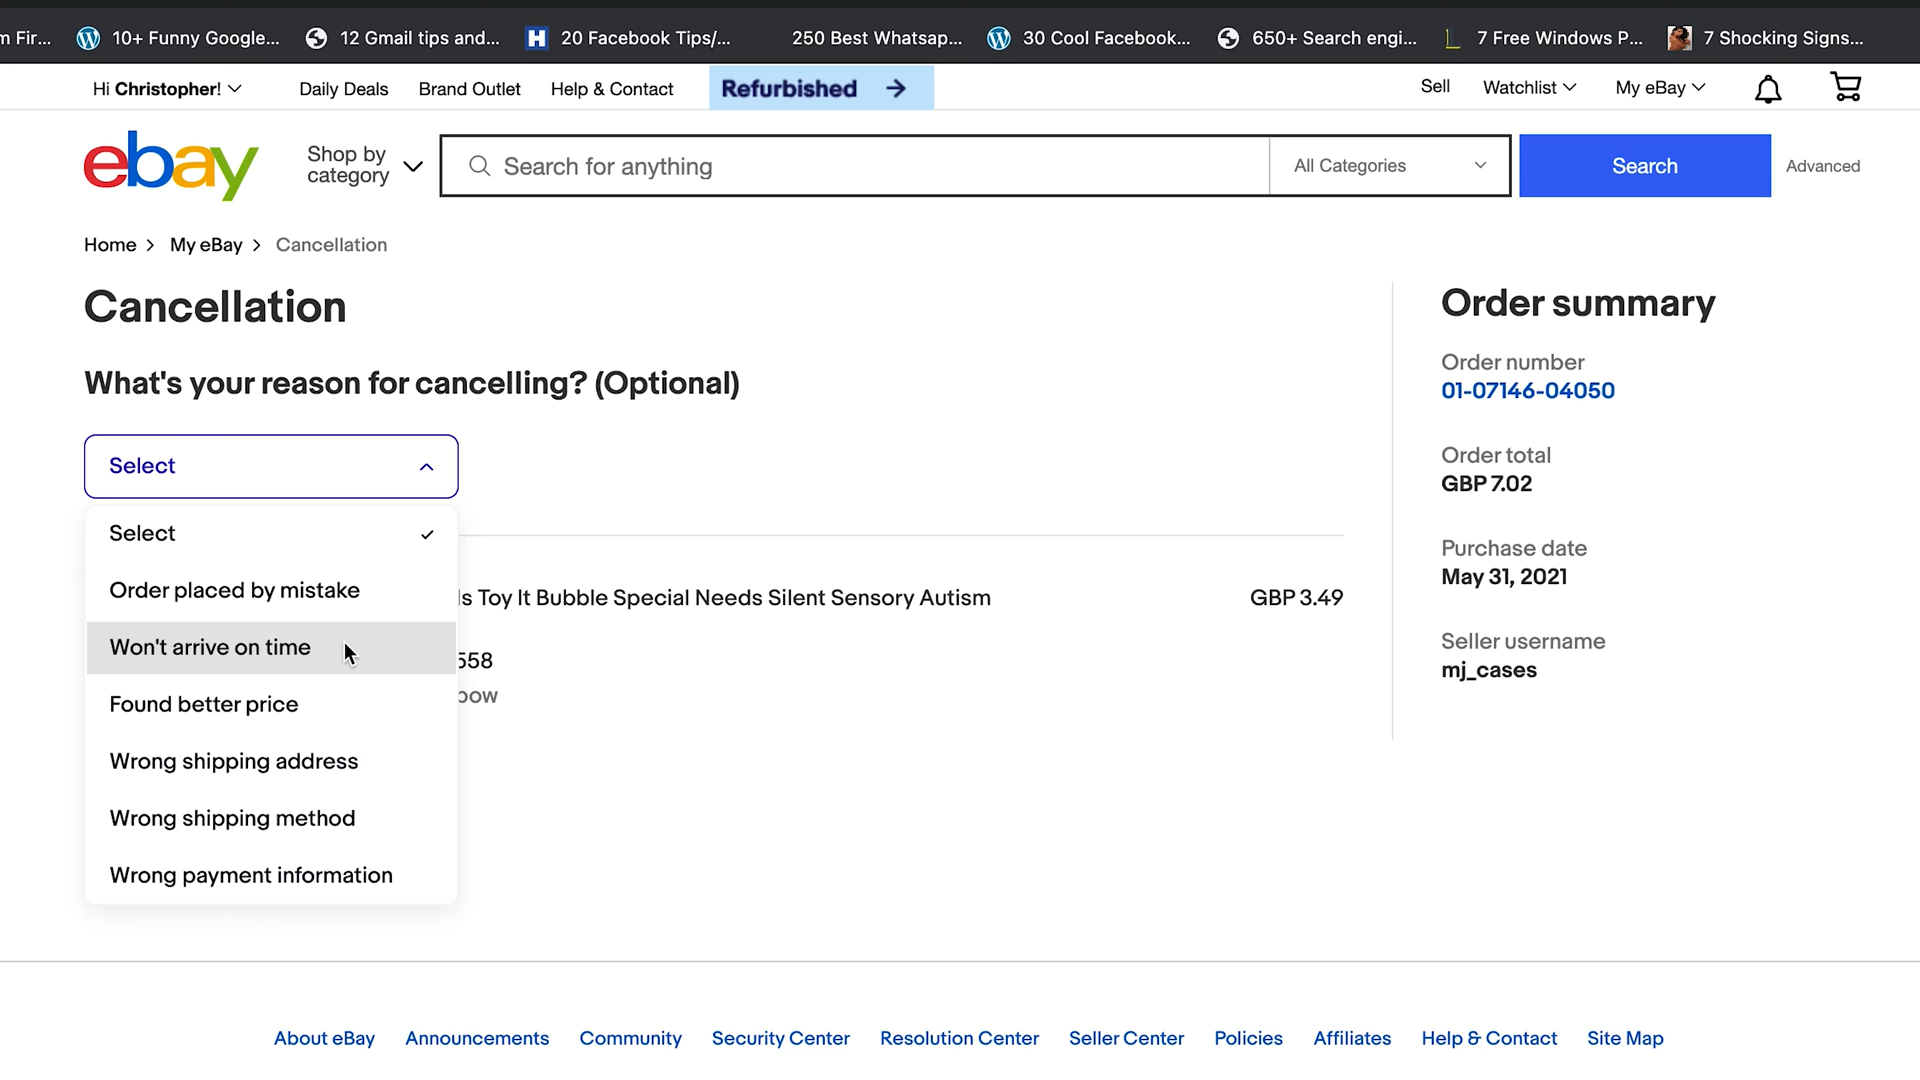 m Fir... 10+ Funny Google... 12 Gmail tips and... H 20 Facebook Tips/... 250 Best Whatsap... 30 Cool Facebook... 650+ Search engi... L 7 Free Windows P... 7 Shocking Signs...
Hi Christopher! Daily Deals Brand Outlet Help & Contact Refurbished → Sell Watchlist My eBay
ebay Shop by category Search for anything All Categories Search Advanced
Home > My eBay > Cancellation
Cancellation
What's your reason for cancelling? (Optional)
Select
Select
Order placed by mistake
Won't arrive on time
Found better price
Wrong shipping address
Wrong shipping method
Wrong payment information
ls Toy It Bubble Special Needs Silent Sensory Autism GBP 3.49
558
bow
Order summary
Order number
01-07146-04050
Order total
GBP 7.02
Purchase date
May 31, 2021
Seller username
mj_cases
About eBay Announcements Community Security Center Resolution Center Seller Center Policies Affiliates Help & Contact Site Map